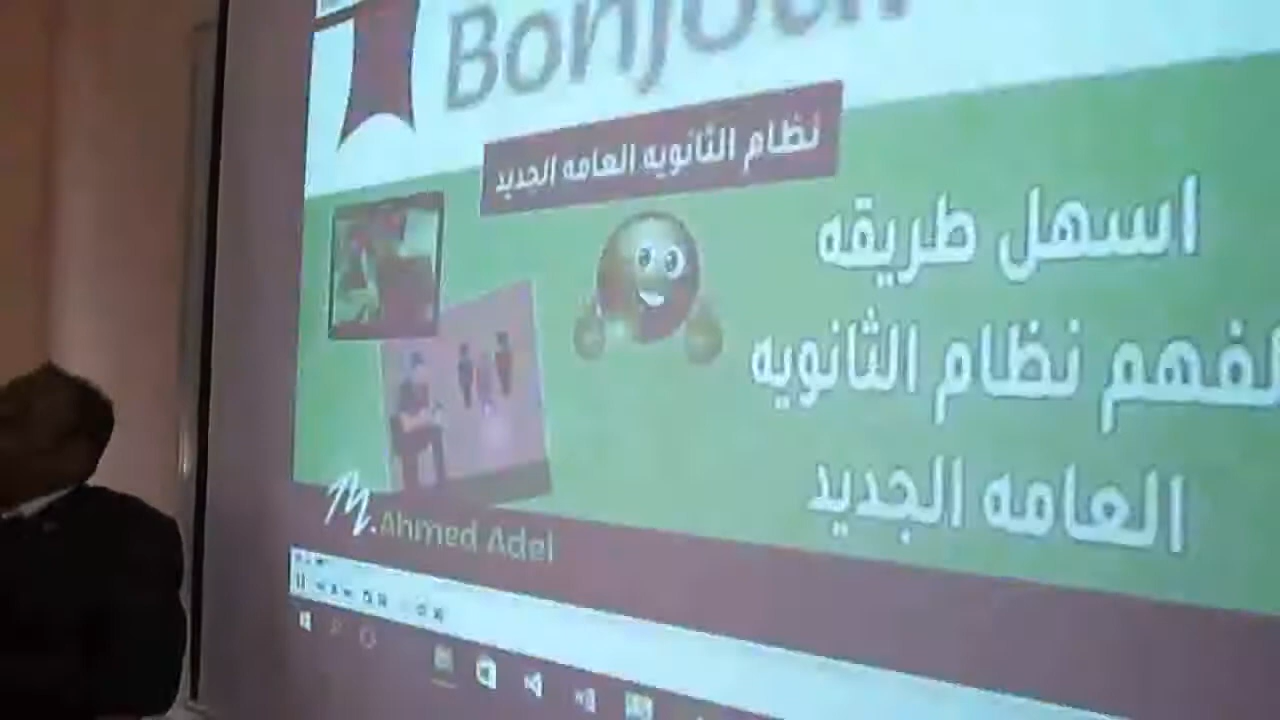 Bonjour
نظام الثانويه العامه الجديد
اسهل طريقه
لفهم نظام الثانويه
العامه الجديد
M.Ahmed Adel